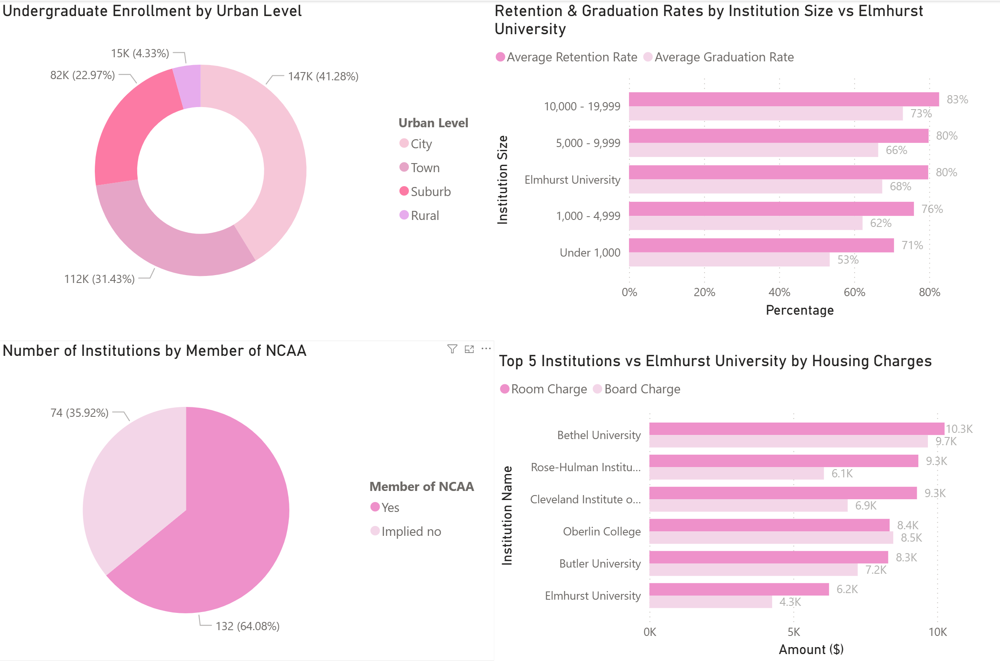 Undergraduate Enrollment by Urban Level
15K (4.33%)
82K (22.97%)
147K (41.28%)
112K (31.43%)
Urban Level
City
Town
Suburb
Rural
Retention & Graduation Rates by Institution Size vs Elmhurst
University
Average Retention Rate Average Graduation Rate
Institution Size
10,000 - 19,999
83%
73%
5,000 - 9,999
80%
66%
Elmhurst University
80%
68%
1,000 - 4,999
76%
62%
Under 1,000
71%
53%
0% 20% 40% 60% 80%
Percentage
Number of Institutions by Member of NCAA
74 (35.92%)
132 (64.08%)
Member of NCAA
Yes
Implied no
Top 5 Institutions vs Elmhurst University by Housing Charges
Room Charge Board Charge
Institution Name
Bethel University
10.3K
9.7K
Rose-Hulman Institu...
9.3K
6.1K
Cleveland Institute o...
9.3K
6.9K
Oberlin College
8.4K
8.5K
Butler University
8.3K
7.2K
Elmhurst University
6.2K
4.3K
0K 5K 10K
Amount ($)